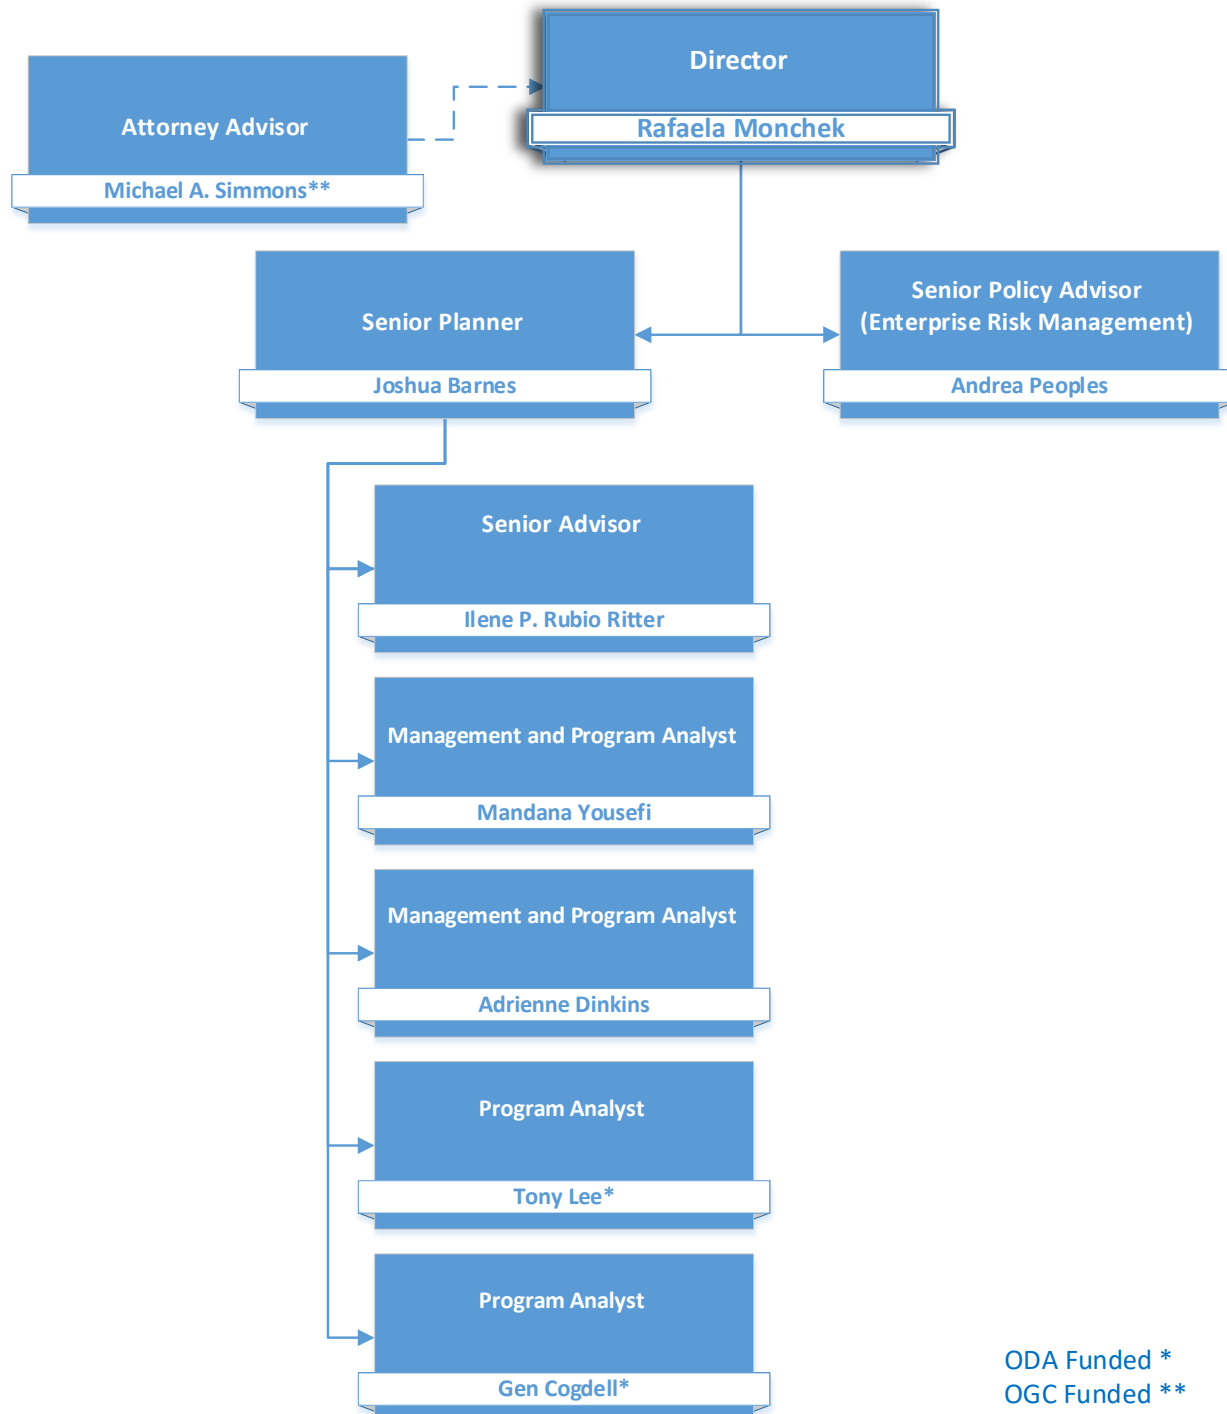 Director
Rafaela Monchek
Attorney Advisor
Michael A. Simmons**
Senior Planner
Joshua Barnes
Senior Policy Advisor
(Enterprise Risk Management)
Andrea Peoples
Senior Advisor
Ilene P. Rubio Ritter
Management and Program Analyst
Mandana Yousefi
Management and Program Analyst
Adrienne Dinkins
Program Analyst
Tony Lee*
Program Analyst
Gen Cogdell*
ODA Funded *
OGC Funded **